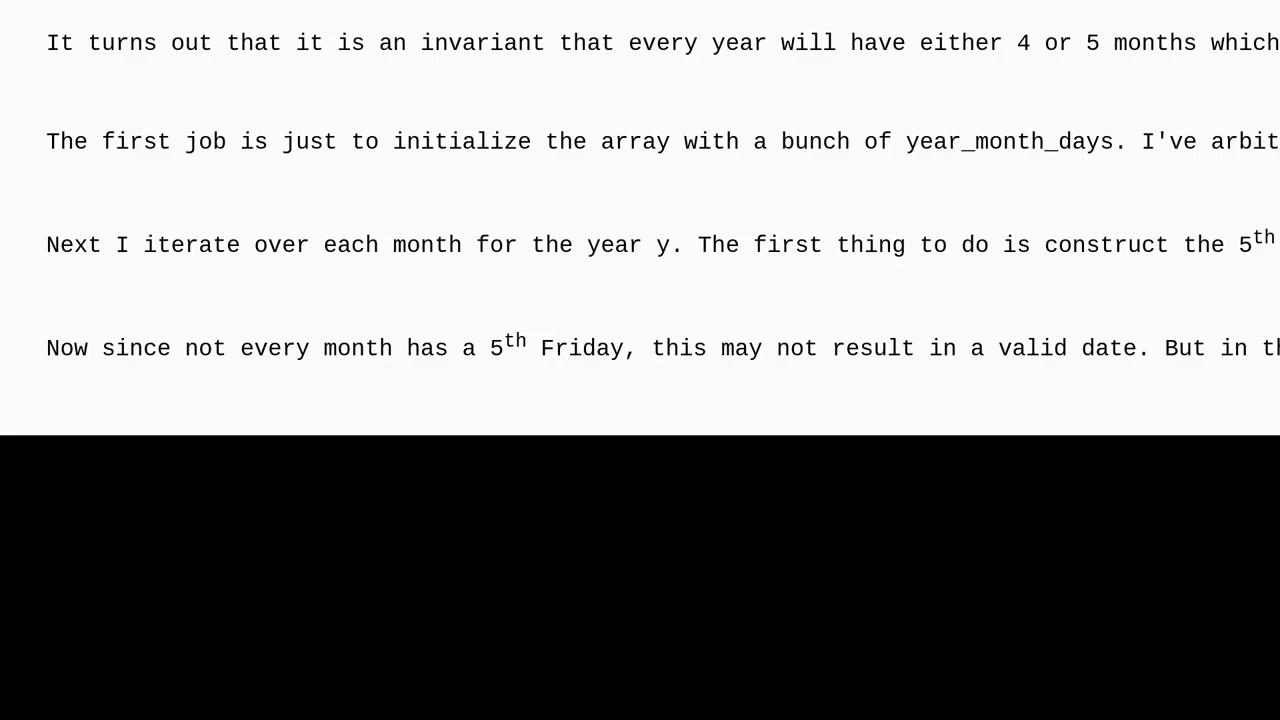 It turns out that it is an invariant that every year will have either 4 or 5 months which
The first job is just to initialize the array with a bunch of year_month_days. I've arbit
Next I iterate over each month for the year y. The first thing to do is construct the 5th
Now since not every month has a 5th Friday, this may not result in a valid date. But in th